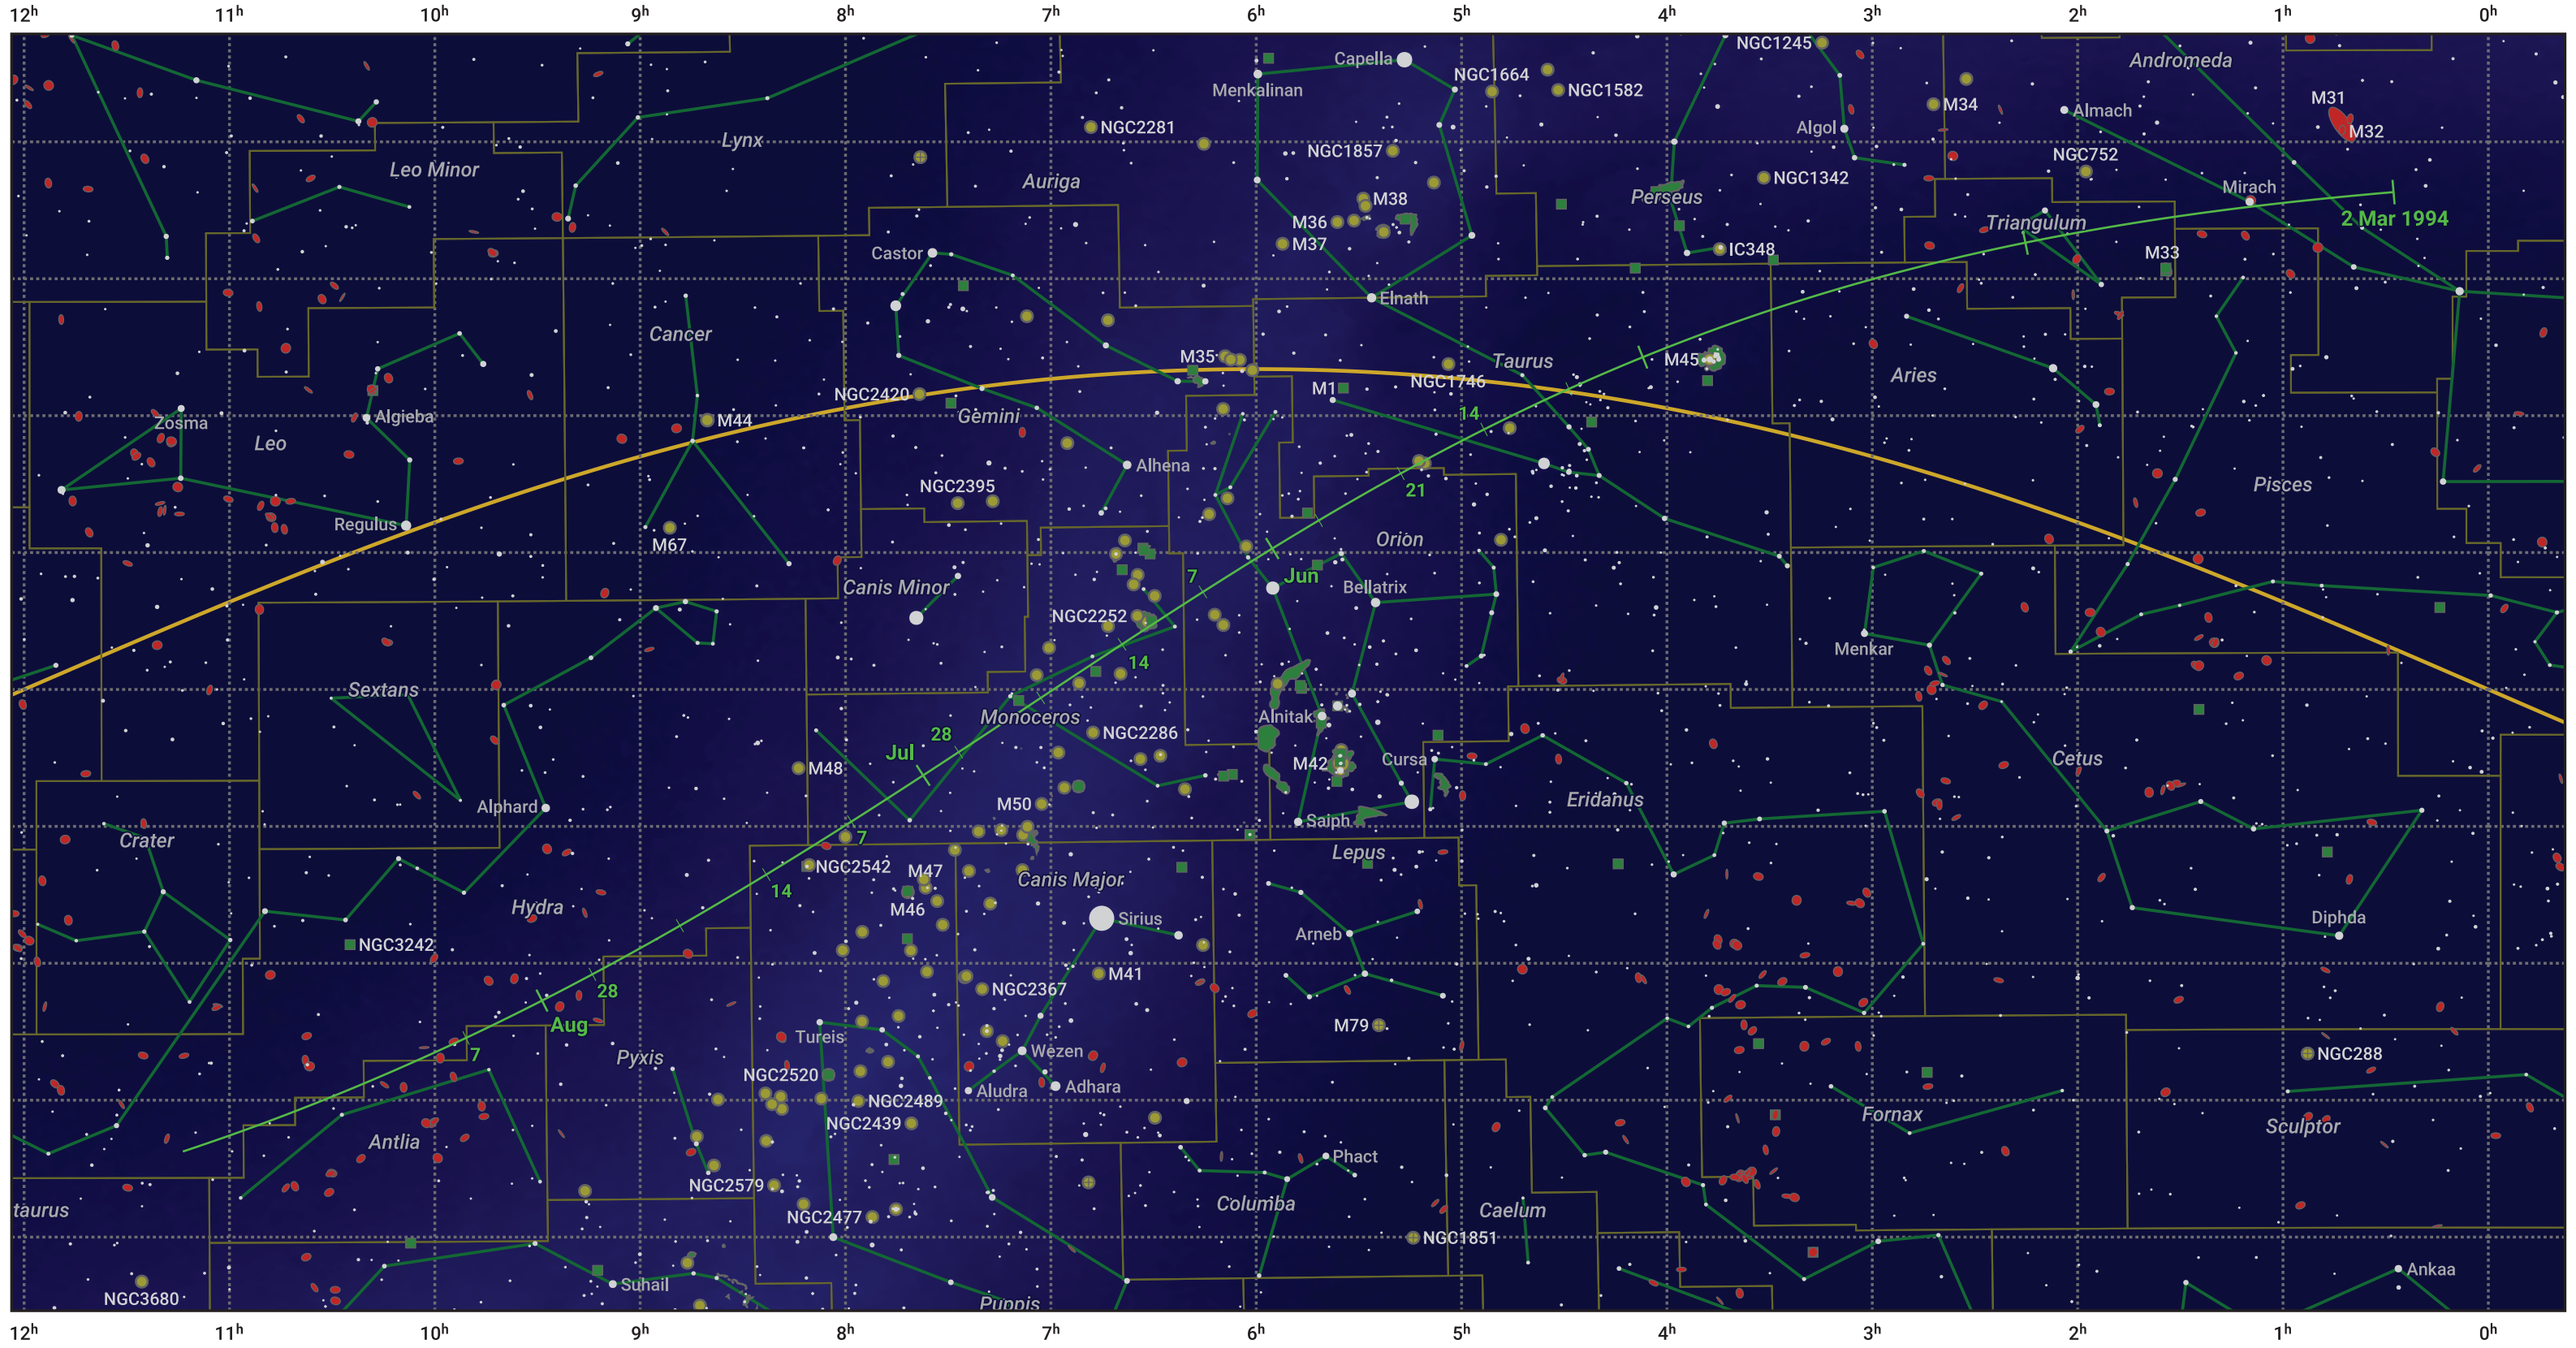 12h 11h 10h 9h 8h 7h 6h 5h 4h 3h 2h 1h 0h
NGC1245
Capella
Andromeda
NGC1664
Menkalinan
NGC1582
M31
M34
Almach
NGC2281
Algol
M32
Lynx
NGC1857
NGC752
Leo Minor
Auriga
NGC1342
Mirach
M38
Perseus
2 Mar 1994
M36
Triangulum
M37
Castor
IC348
M33
Elnath
Cancer
M35
Taurus
M45
NGC1746
Aries
NGC2420
M1
Algieba
Gemini
14
M44
Zosma
Leo
Alhena
NGC2395
21
Pisces
Regulus
M67
Orion
7
Jun
Canis Minor
Bellatrix
NGC2252
Menkar
14
Sextans
Monoceros
Alnitak
NGC2286
28
Jul
M42
Cursa
Cetus
M48
Eridanus
Alphard
M50
Saiph
Crater
7
Lepus
NGC2542
M47
Canis Major
14
Hydra
M46
Sirius
Diphda
Arneb
NGC3242
M41
28
NGC2367
Aug
M79
Tureis
7
Pyxis
Wezen
NGC288
NGC2520
Aludra
Adhara
NGC2489
Fornax
NGC2439
Sculptor
Antlia
Phact
NGC2579
Columba
taurus
NGC2477
Caelum
NGC1851
Suhail
Ankaa
NGC3680
Puppis
12h 11h 10h 9h 8h 7h 6h 5h 4h 3h 2h 1h 0h